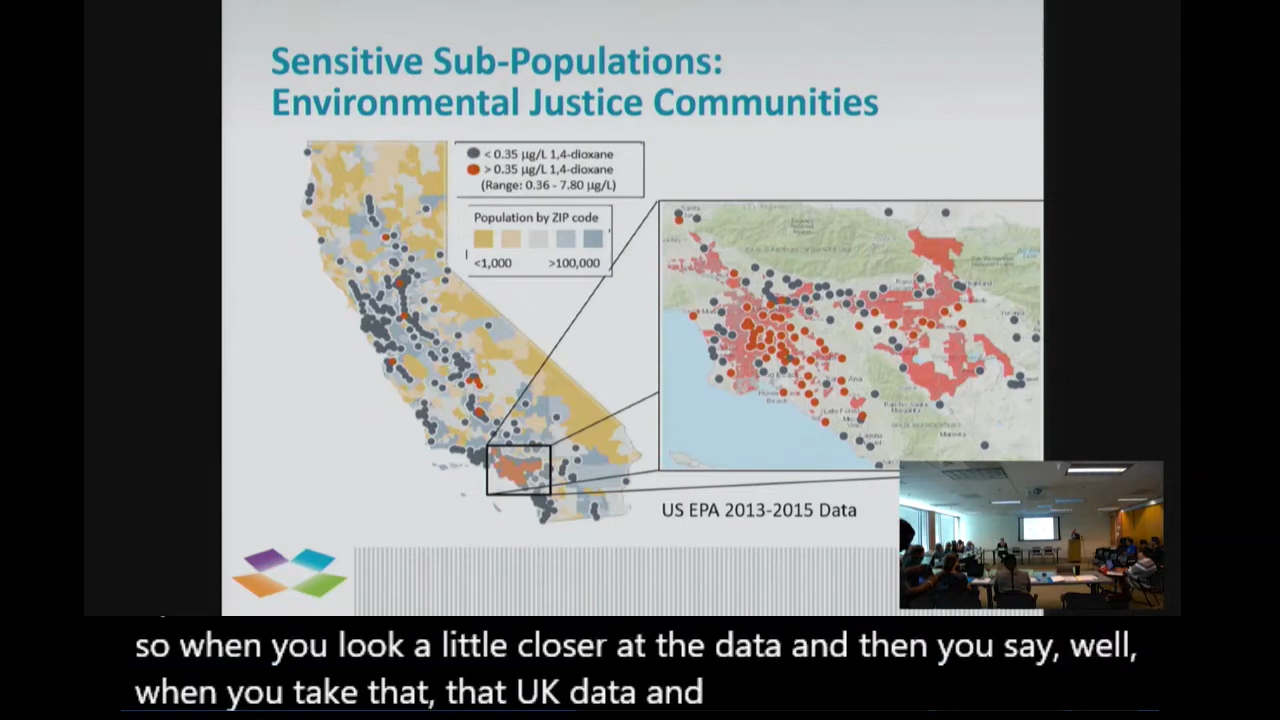 Sensitive Sub-Populations:
Environmental Justice Communities
< 0.35 µg/L 1,4-dioxane
> 0.35 µg/L 1,4-dioxane
(Range: 0.36 - 7.80 µg/L)
Population by ZIP code
<1,000 >100,000
US EPA 2013-2015 Data
so when you look a little closer at the data and then you say, well,
when you take that, that UK data and